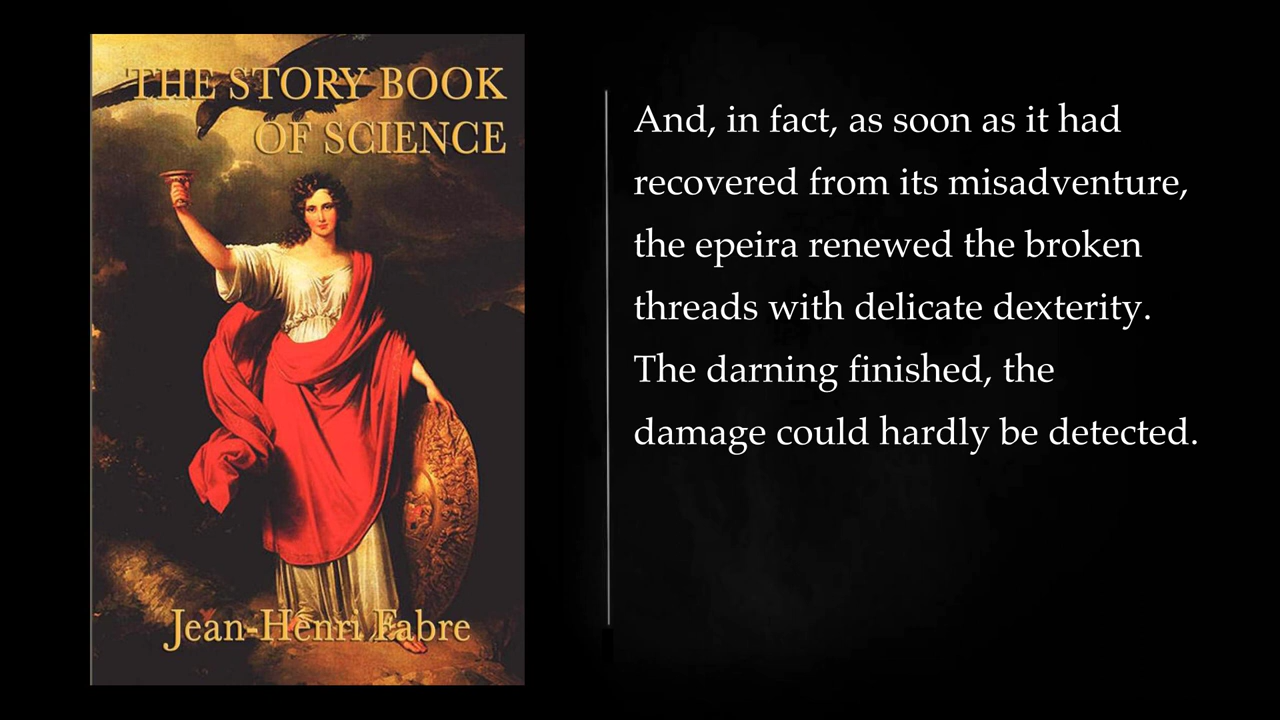 THE STORY BOOK
OF SCIENCE
Jean-Henri Fabre
And, in fact, as soon as it had
recovered from its misadventure,
the epeira renewed the broken
threads with delicate dexterity.
The darning finished, the
damage could hardly be detected.